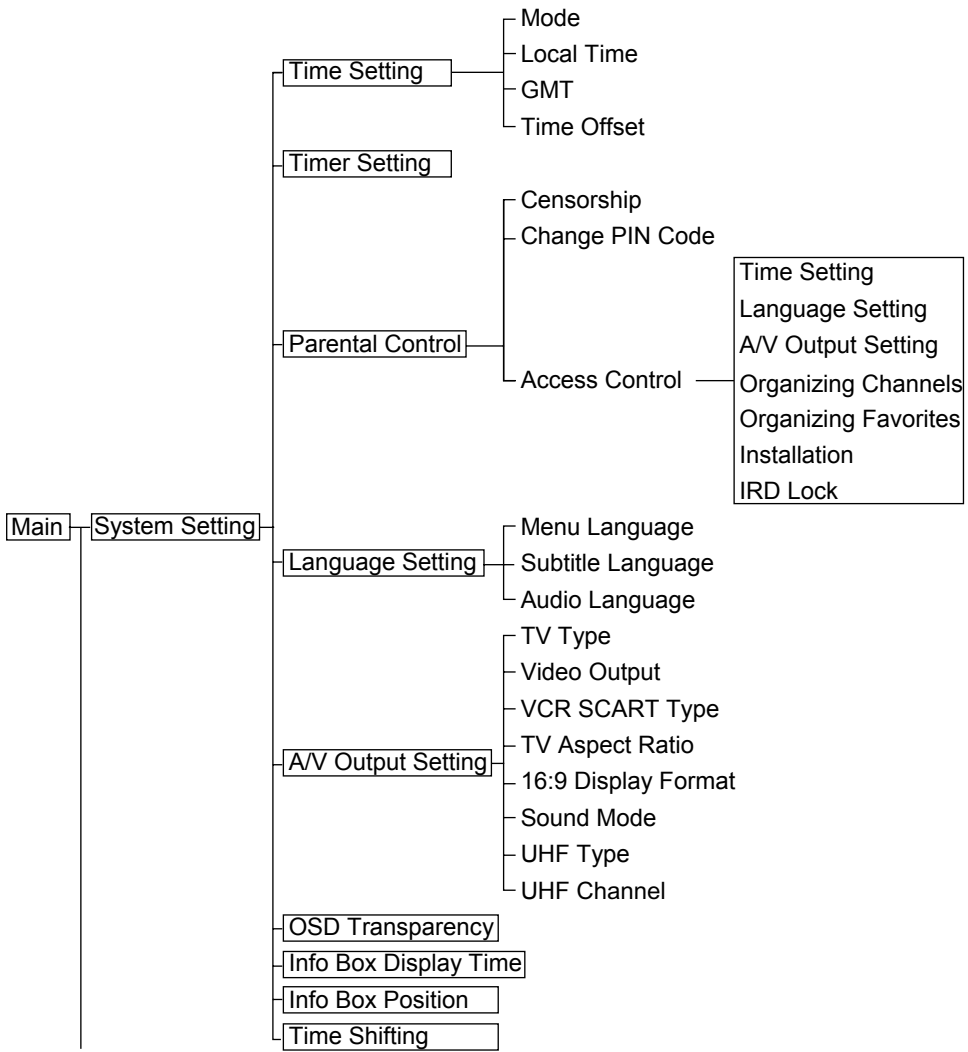 Mode
Time Setting
Local Time
GMT
Time Offset
Timer Setting
Censorship
Change PIN Code
Parental Control
Access Control
Time Setting
Language Setting
A/V Output Setting
Organizing Channels
Organizing Favorites
Installation
IRD Lock
Main
System Setting
Language Setting
Menu Language
Subtitle Language
Audio Language
A/V Output Setting
TV Type
Video Output
VCR SCART Type
TV Aspect Ratio
16:9 Display Format
Sound Mode
UHF Type
UHF Channel
OSD Transparency
Info Box Display Time
Info Box Position
Time Shifting